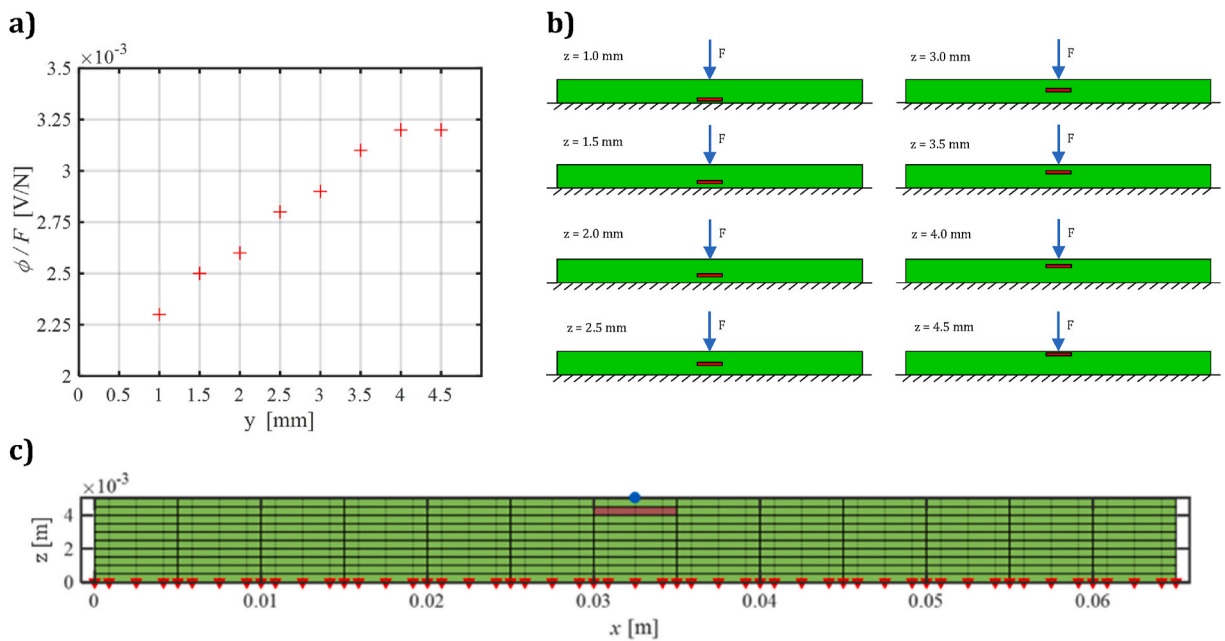 a)
×10⁻³
3.5
3.25
3
2.75
2.5
2.25
2
0 0.5 1 1.5 2 2.5 3 3.5 4 4.5
y [mm]
ϕ / F [V/N]
b)
z = 1.0 mm
F
z = 3.0 mm
F
z = 1.5 mm
F
z = 3.5 mm
F
z = 2.0 mm
F
z = 4.0 mm
F
z = 2.5 mm
F
z = 4.5 mm
F
c)
×10⁻³
4
2
0
z [m]
0 0.01 0.02 0.03 0.04 0.05 0.06
x [m]